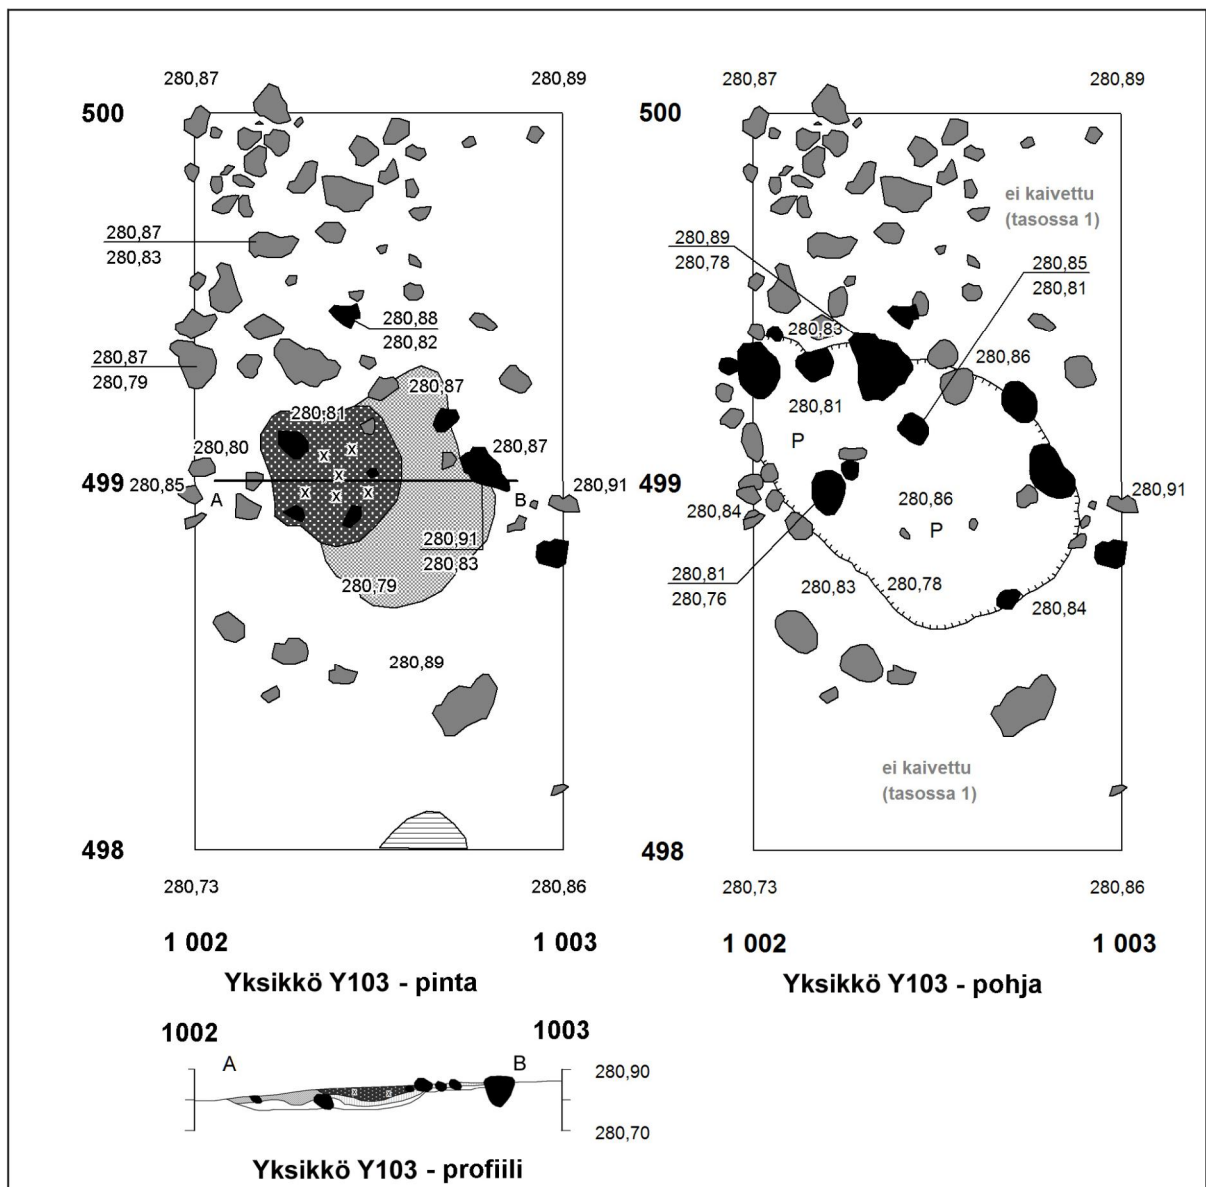 280,87
280,89
500
280,87
280,83
280,88
280,82
280,87
280,79
280,87
280,81
280,80
280,87
499
280,85
A
x
x
x
x
x
x
B
280,91
280,91
280,83
280,79
280,89
498
280,73
280,86
1 002
1 003
Yksikkö Y103 - pinta
280,87
280,89
500
ei kaivettu
(tasossa 1)
280,89
280,78
280,85
280,81
280,83
280,86
280,81
P
499
280,86
280,91
280,84
P
280,81
280,76
280,83
280,78
280,84
ei kaivettu
(tasossa 1)
498
280,73
280,86
1 002
1 003
Yksikkö Y103 - pohja
1002
1003
A
B
280,90
x
x
280,70
Yksikkö Y103 - profiili